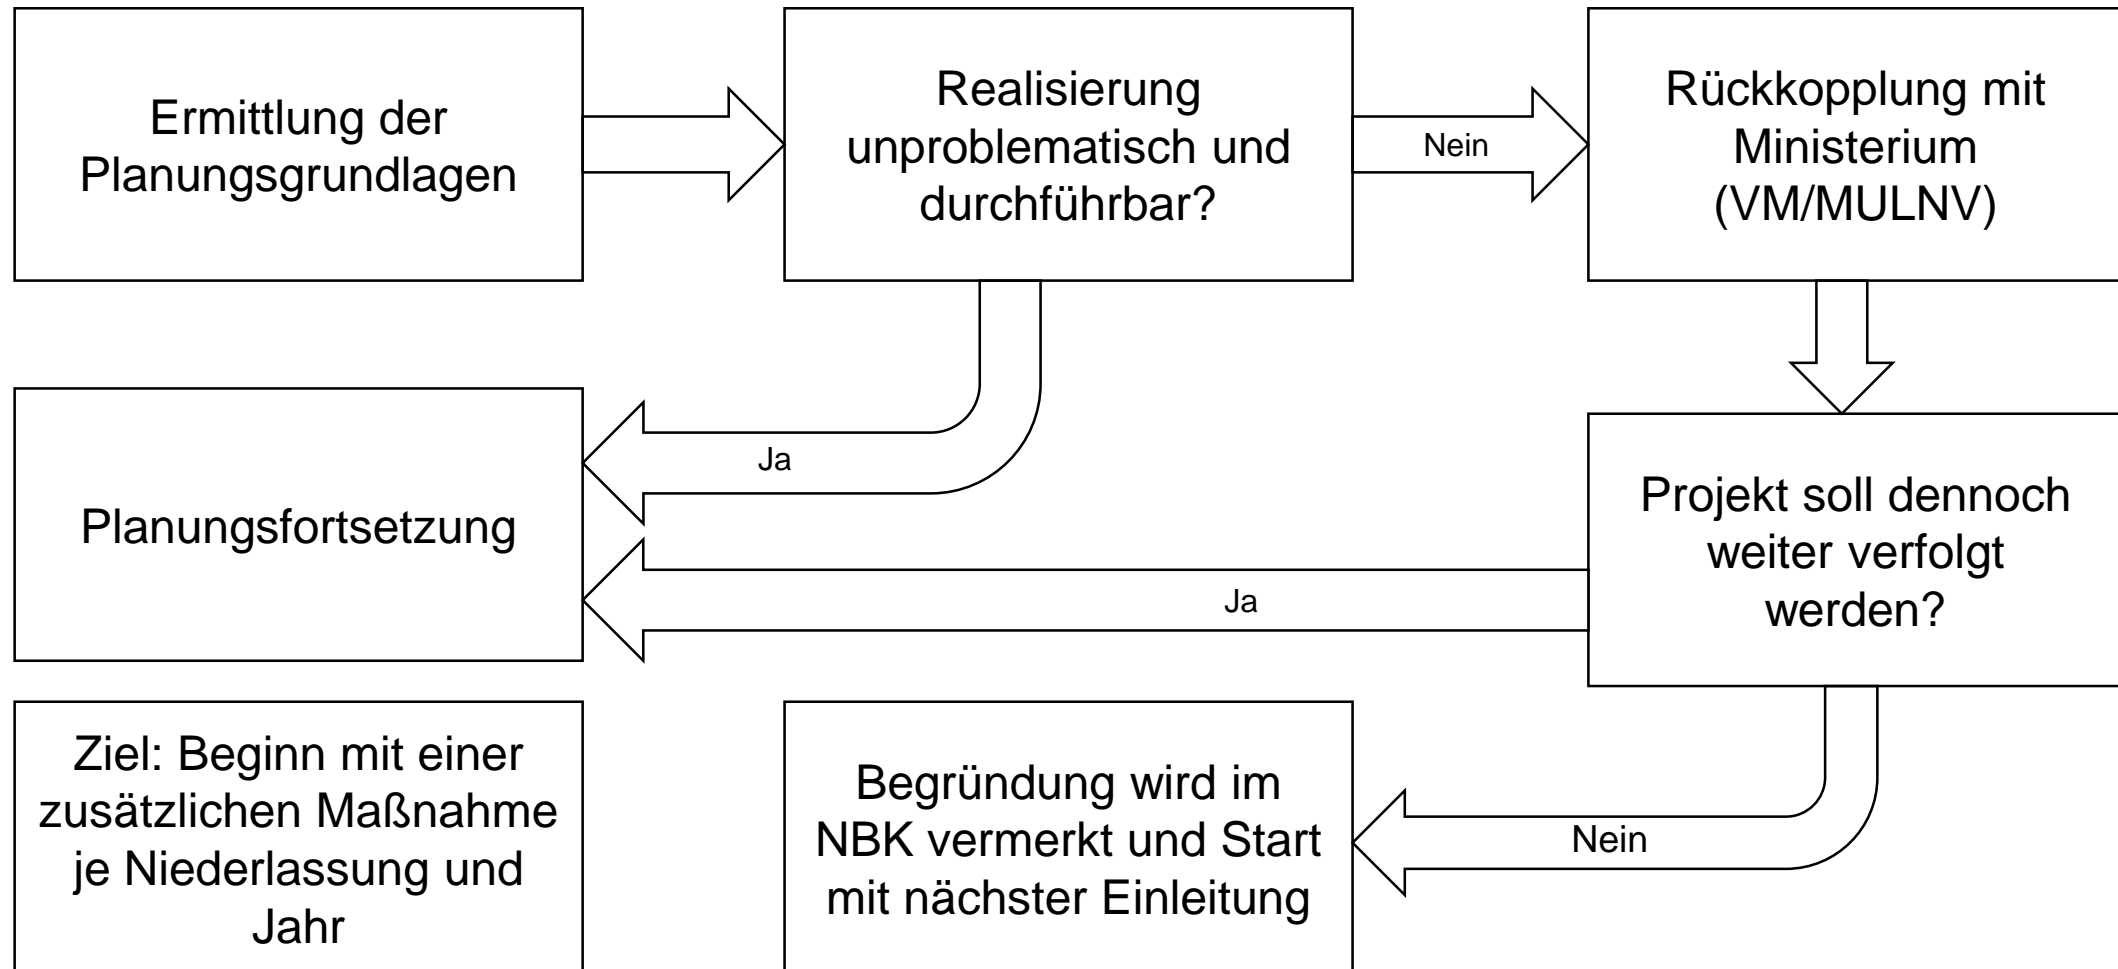 Ermittlung der
Planungsgrundlagen
Realisierung
unproblematisch und
durchführbar?
Nein
Rückkopplung mit
Ministerium
(VM/MULNV)
Ja
Planungsfortsetzung
Projekt soll dennoch
weiter verfolgt
werden?
Ja
Ziel: Beginn mit einer
zusätzlichen Maßnahme
je Niederlassung und
Jahr
Begründung wird im
NBK vermerkt und Start
mit nächster Einleitung
Nein